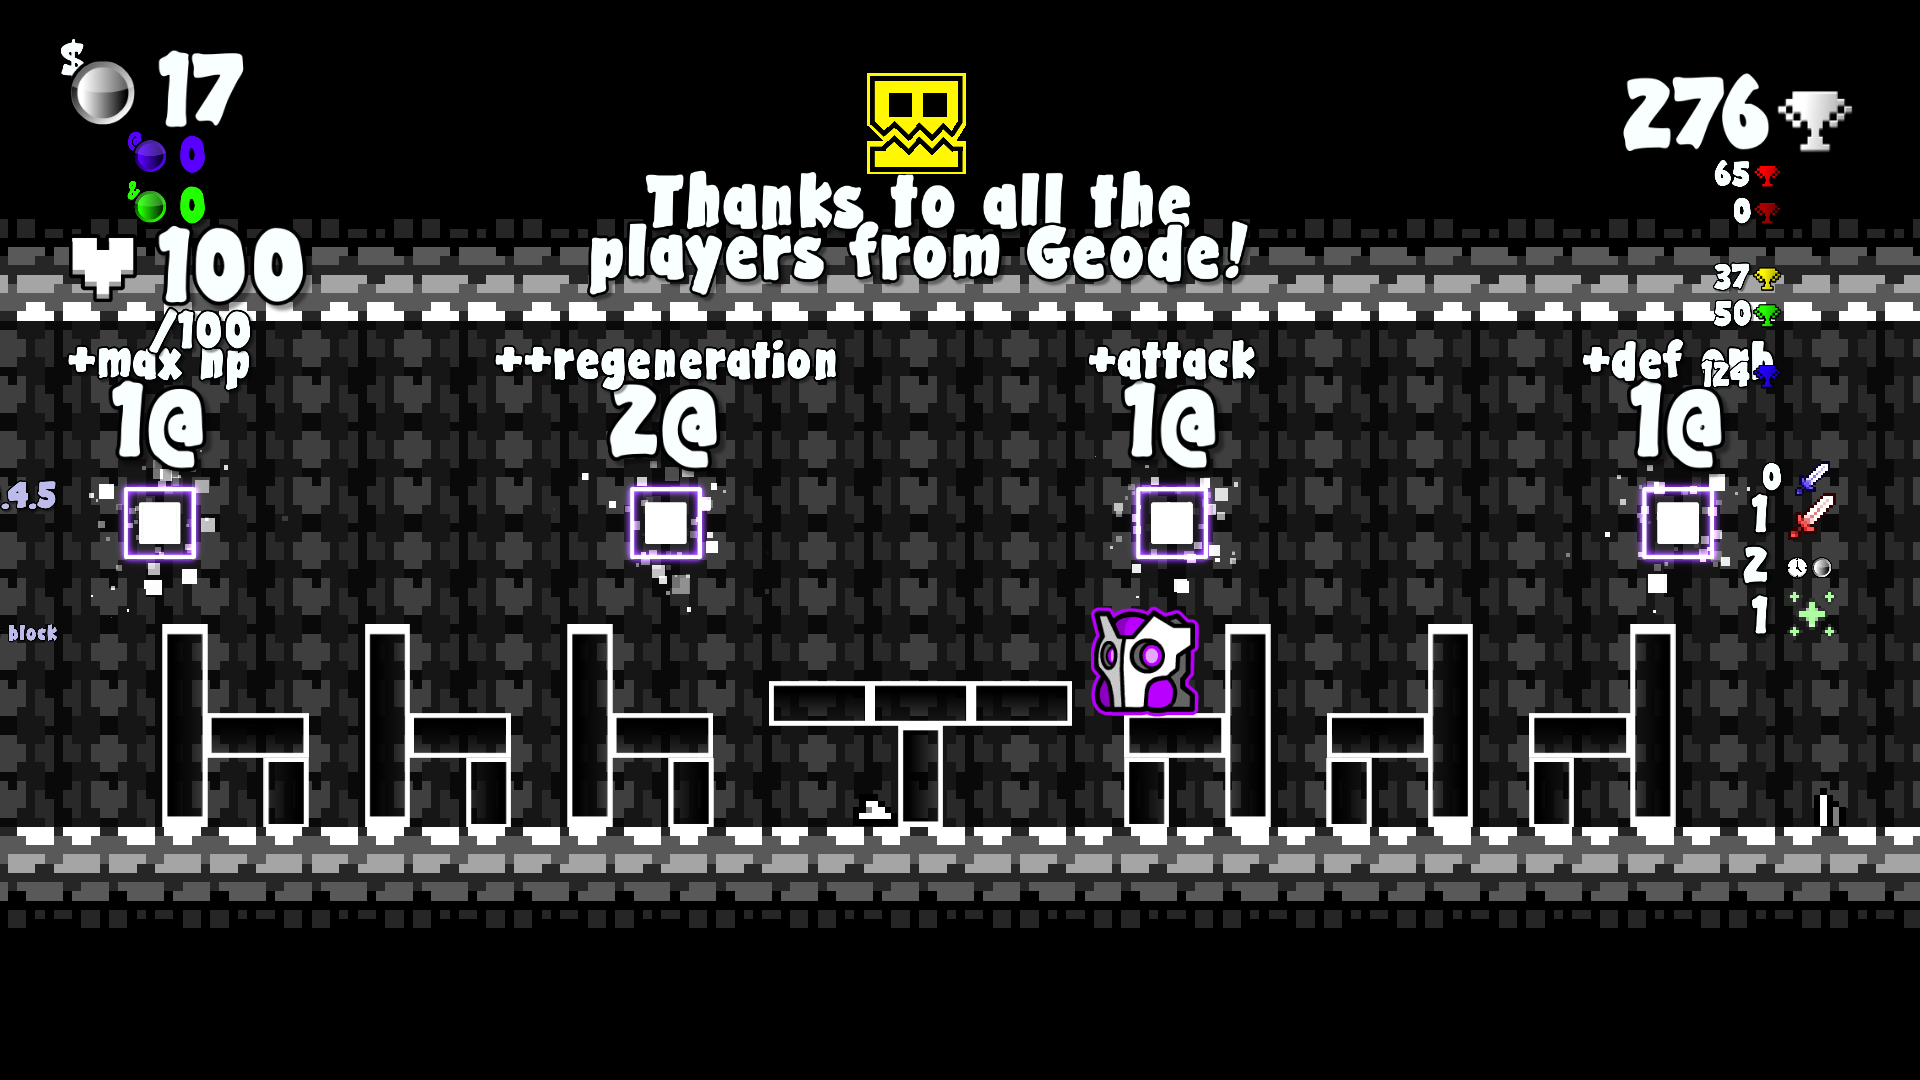 $ 17
276
0
65
0
0
Thanks to all the
players from Geode!
100
/100
37
50
124
+max hp
++regeneration
+attack
+def orb
1@
2@
1@
1@
.4.5
0
1
2
1
block